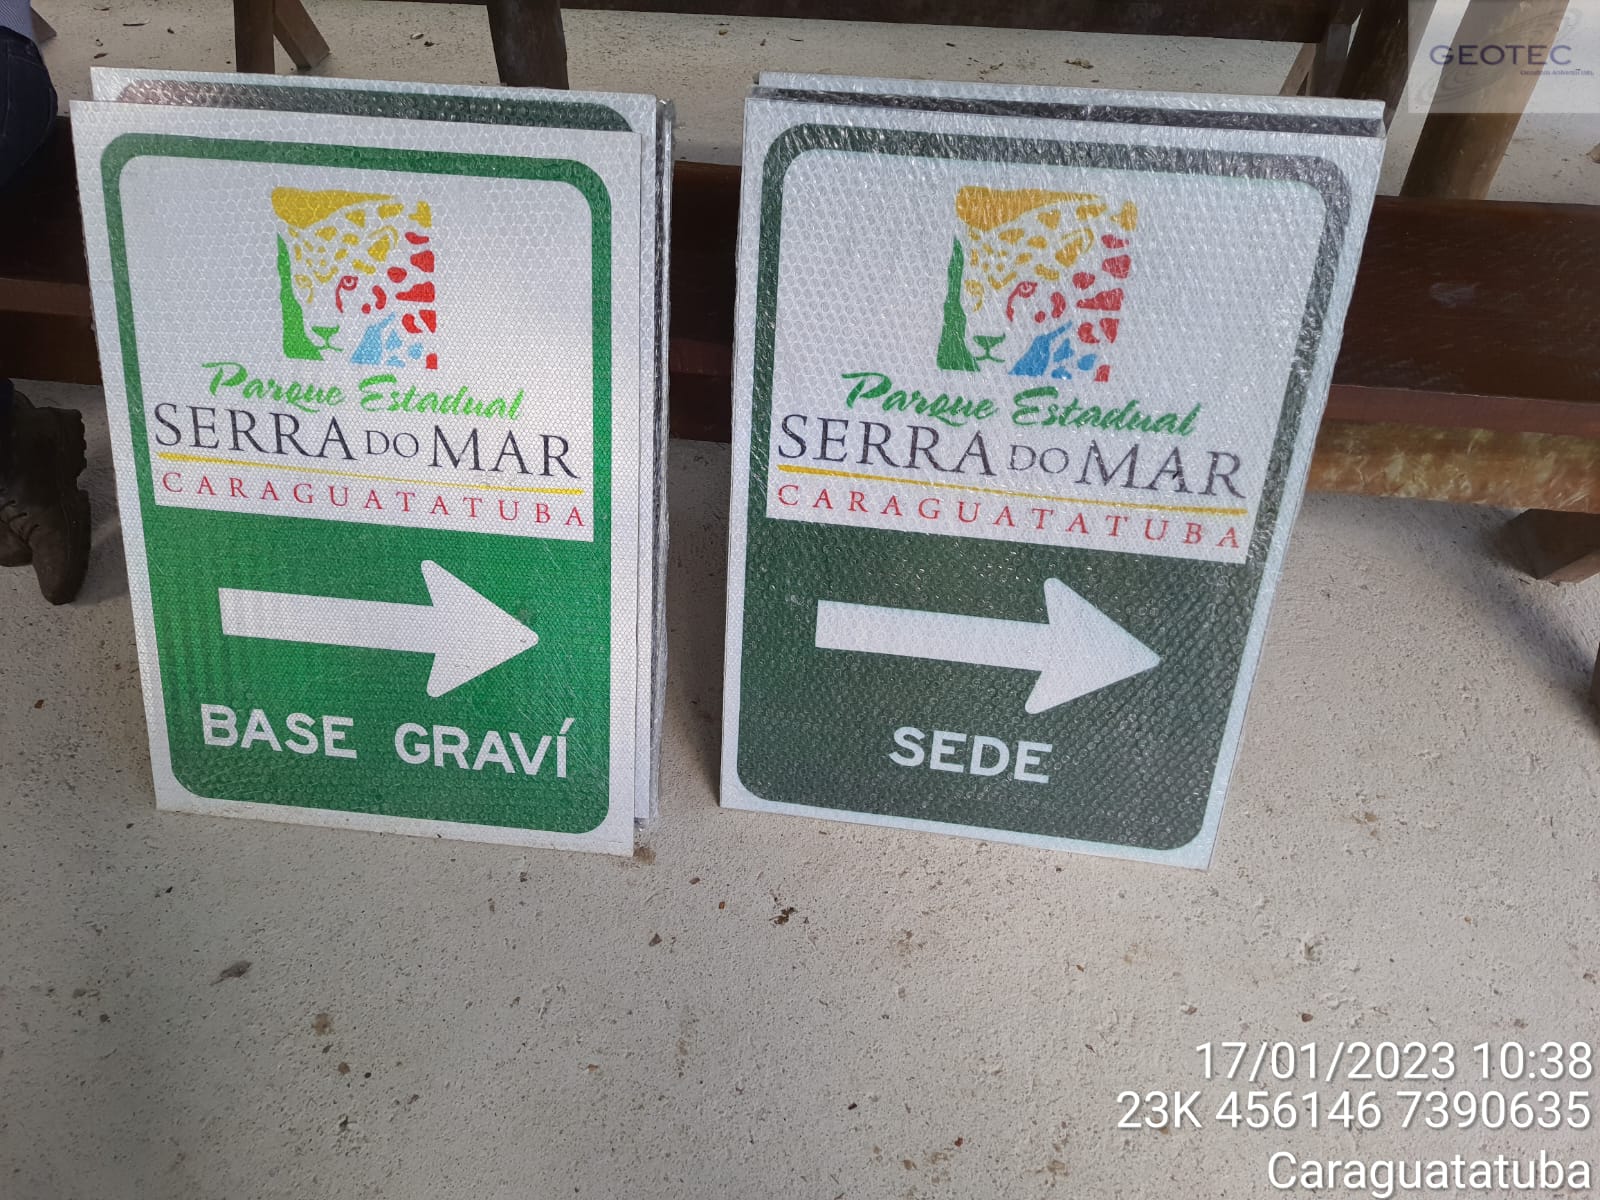 GEOTEC
Parque Estadual
SERRA DO MAR
CARAGUATATUBA
BASE GRAVÍ
Parque Estadual
SERRA DO MAR
CARAGUATATUBA
SEDE
17/01/2023 10:38
23K 456146 7390635
Caraguatatuba